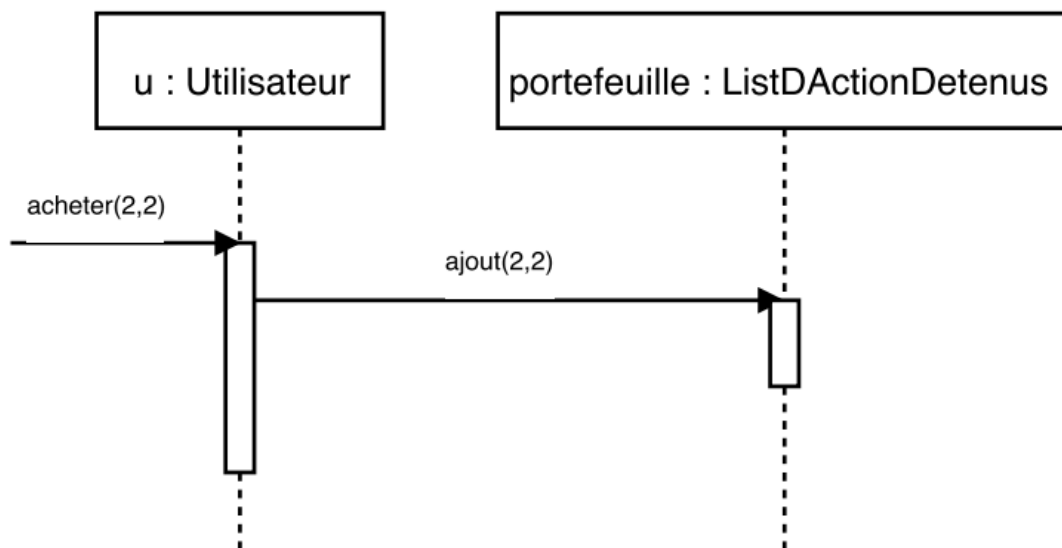 u : Utilisateur
portefeuille : ListDActionDetenus
acheter(2,2)
ajout(2,2)